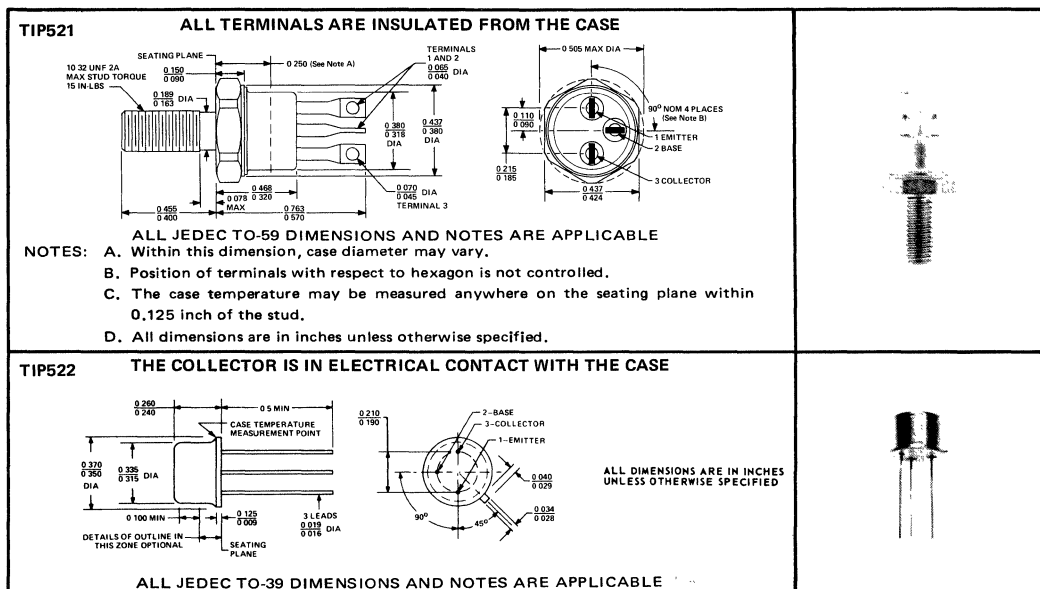 TIP521
ALL TERMINALS ARE INSULATED FROM THE CASE
SEATING PLANE
0 250 (See Note A)
TERMINALS
1 AND 2
0 065
0 040
DIA
10 32 UNF 2A
MAX STUD TORQUE
15 IN-LBS
0 150
0 090
0 189
0 163
DIA
0 380
0 318
DIA
0 437
0 380
DIA
0 468
0 320
0 078
MAX
0 070
0 045
DIA
TERMINAL 3
0 455
0 400
0 763
0 570
0 505 MAX DIA
90° NOM 4 PLACES
(See Note B)
0 110
0 090
1 EMITTER
2 BASE
0 215
0 185
3 COLLECTOR
0 437
0 424
ALL JEDEC TO-59 DIMENSIONS AND NOTES ARE APPLICABLE
NOTES: A. Within this dimension, case diameter may vary.
B. Position of terminals with respect to hexagon is not controlled.
C. The case temperature may be measured anywhere on the seating plane within
0.125 inch of the stud.
D. All dimensions are in inches unless otherwise specified.
TIP522
THE COLLECTOR IS IN ELECTRICAL CONTACT WITH THE CASE
0 260
0 240
0 5 MIN
CASE TEMPERATURE
MEASUREMENT POINT
0 370
0 350
DIA
0 335
0 315
DIA
0 100 MIN
0 125
0 009
3 LEADS
0 019
0 016
DIA
DETAILS OF OUTLINE IN
THIS ZONE OPTIONAL
SEATING
PLANE
0 210
0 190
2-BASE
3-COLLECTOR
1-EMITTER
0 040
0 029
0 034
0 028
90°
45°
ALL DIMENSIONS ARE IN INCHES
UNLESS OTHERWISE SPECIFIED
ALL JEDEC TO-39 DIMENSIONS AND NOTES ARE APPLICABLE